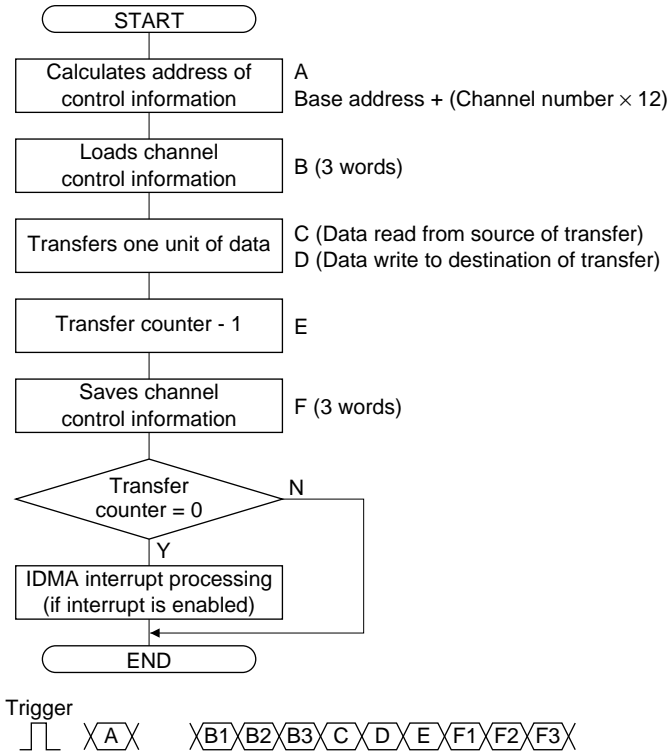 START
Calculates address of
control information
A
Base address + (Channel number × 12)
Loads channel
control information
B (3 words)
Transfers one unit of data
C (Data read from source of transfer)
D (Data write to destination of transfer)
Transfer counter - 1
E
Saves channel
control information
F (3 words)
Transfer
counter = 0
N
Y
IDMA interrupt processing
(if interrupt is enabled)
END
Trigger
A B1 B2 B3 C D E F1 F2 F3